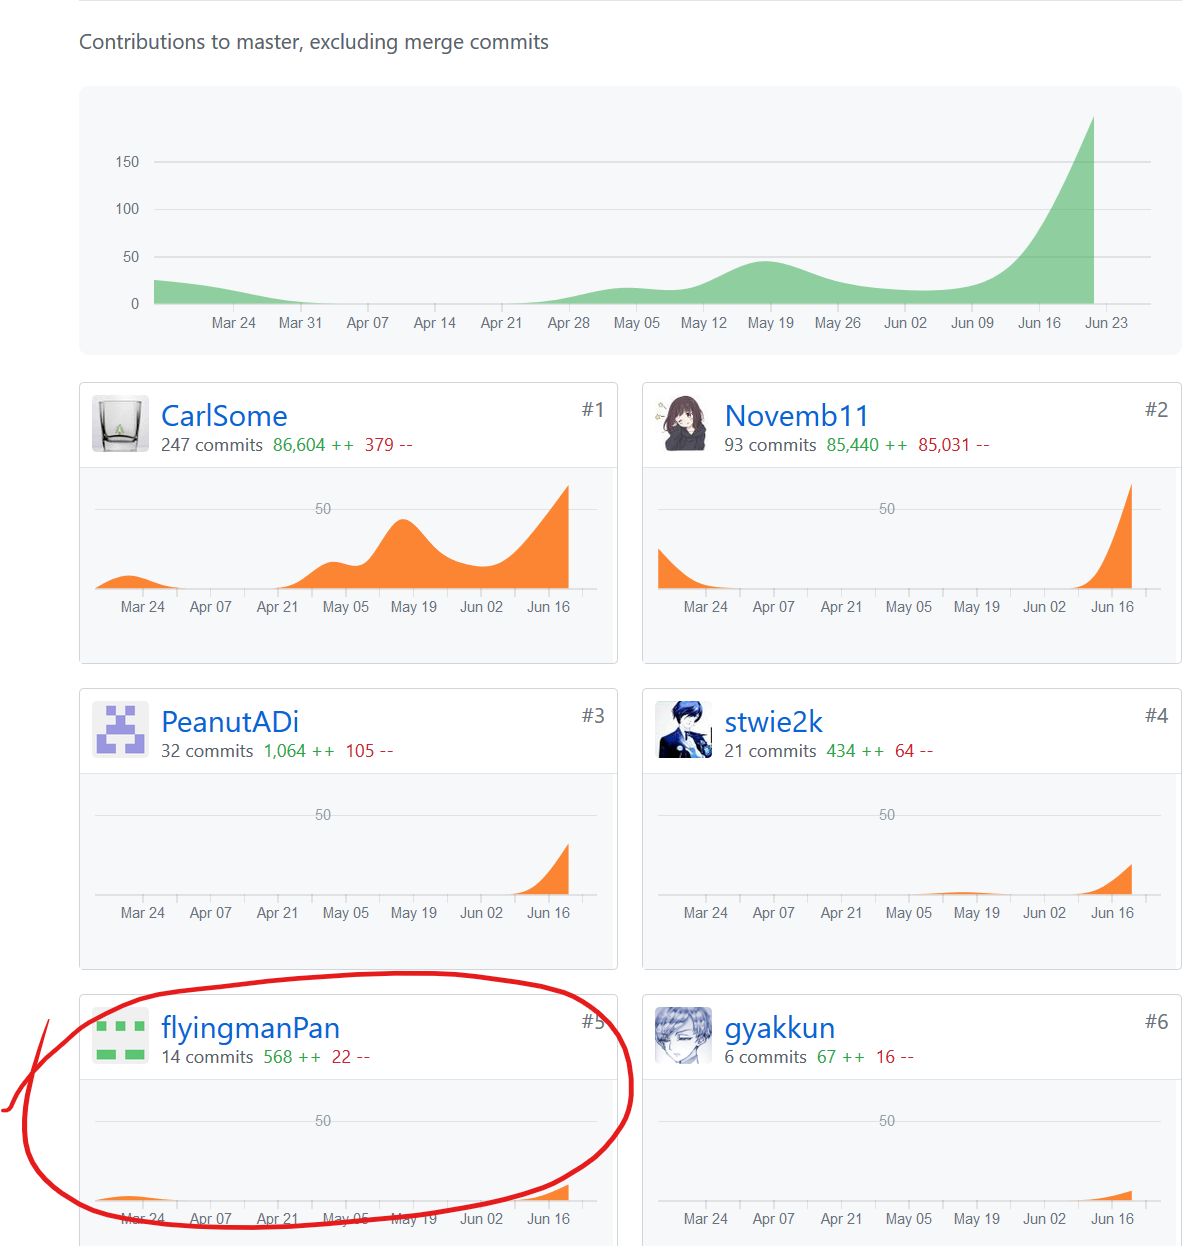 Contributions to master, excluding merge commits
150
100
50
0
Mar 24 Mar 31 Apr 07 Apr 14 Apr 21 Apr 28 May 05 May 12 May 19 May 26 Jun 02 Jun 09 Jun 16 Jun 23
CarlSome #1
247 commits 86,604 ++ 379 --
50
Mar 24 Apr 07 Apr 21 May 05 May 19 Jun 02 Jun 16
Novemb11 #2
93 commits 85,440 ++ 85,031 --
50
Mar 24 Apr 07 Apr 21 May 05 May 19 Jun 02 Jun 16
PeanutADi #3
32 commits 1,064 ++ 105 --
50
Mar 24 Apr 07 Apr 21 May 05 May 19 Jun 02 Jun 16
stwie2k #4
21 commits 434 ++ 64 --
50
Mar 24 Apr 07 Apr 21 May 05 May 19 Jun 02 Jun 16
flyingmanPan #5
14 commits 568 ++ 22 --
50
Mar 24 Apr 07 Apr 21 May 05 May 19 Jun 02 Jun 16
gyakkun #6
6 commits 67 ++ 16 --
50
Mar 24 Apr 07 Apr 21 May 05 May 19 Jun 02 Jun 16